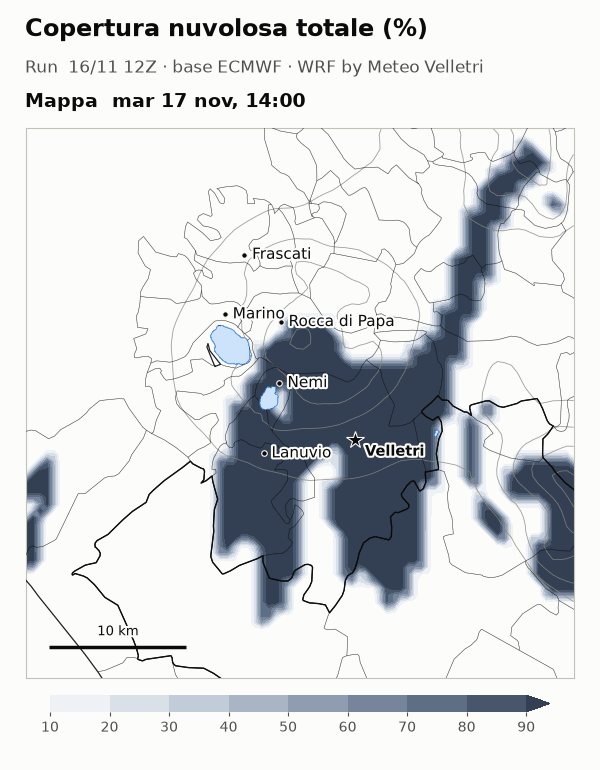 Copertura nuvolosa totale (%)
Run  16/11 12Z · base ECMWF · WRF by Meteo Velletri
Mappa  mar 17 nov, 14:00
Frascati
Marino
Rocca di Papa
Nemi
Velletri
Lanuvio
10 km
10 20 30 40 50 60 70 80 90